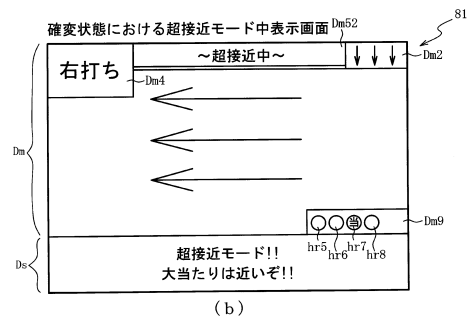 確変状態における超接近モード中表示画面
Dm52
81
右打ち
～超接近中～
Dm2
Dm4
Dm
当
Dm9
hr5
hr6
hr7
hr8
Ds
超接近モード!!
大当たりは近いぞ!!
(b)